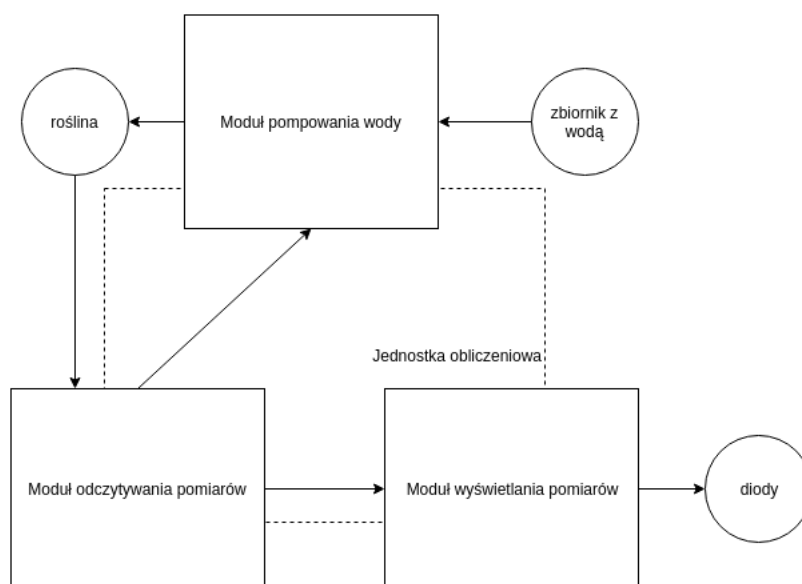 roślina
Moduł pompowania wody
zbiornik z
wodą
Jednostka obliczeniowa
Moduł odczytywania pomiarów
Moduł wyświetlania pomiarów
diody